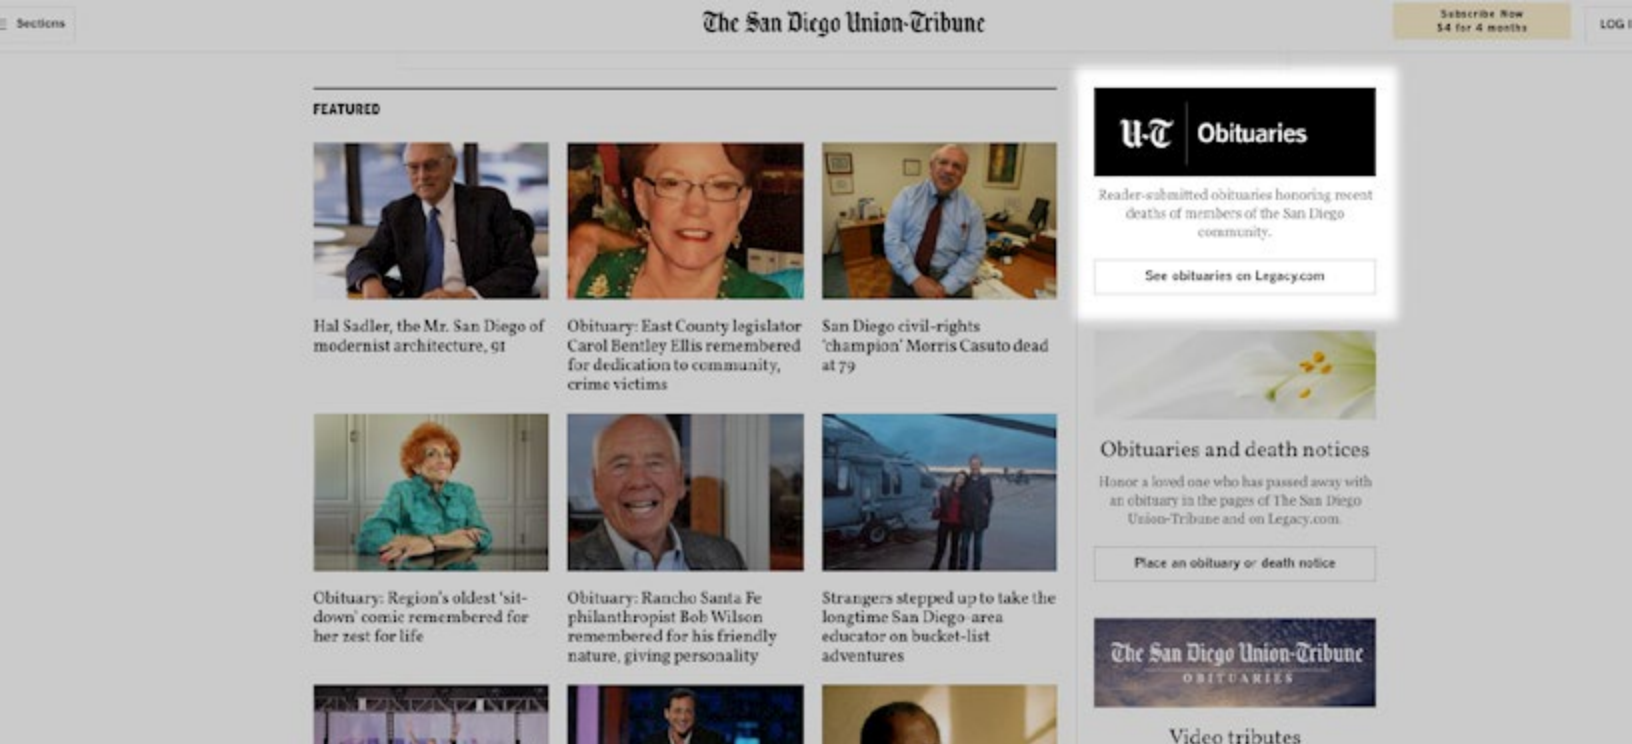 Sections
The San Diego Union-Tribune
Subscribe Now
$4 for 4 months
LOG I
FEATURED
Hal Sadler, the Mr. San Diego of
modernist architecture, 91
Obituary: East County legislator
Carol Bentley Ellis remembered
for dedication to community,
crime victims
San Diego civil-rights
'champion' Morris Casuto dead
at 79
Obituary: Region's oldest 'sit-
down' comic remembered for
her zest for life
Obituary: Rancho Santa Fe
philanthropist Bob Wilson
remembered for his friendly
nature, giving personality
Strangers stepped up to take the
longtime San Diego-area
educator on bucket-list
adventures
U-T Obituaries
Reader-submitted obituaries honoring recent
deaths of members of the San Diego
community.
See obituaries on Legacy.com
Obituaries and death notices
Honor a loved one who has passed away with
an obituary in the pages of The San Diego
Union-Tribune and on Legacy.com.
Place an obituary or death notice
The San Diego Union-Tribune
OBITUARIES
Video tributes